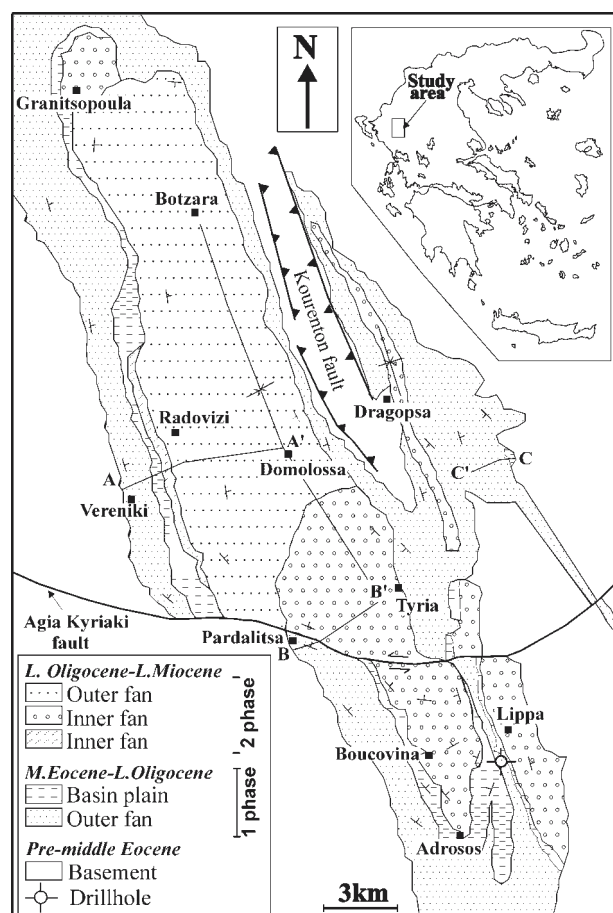 N
Study
area
Granitsopoula
Botzara
Kourenton fault
Dragopsa
Radovizi
A'
Domolossa
C
C'
A
Vereniki
B'
Tyria
Agia Kyriaki
fault
Pardalitsa
B
Lippa
Boucovina
Adrosos
L. Oligocene-L.Miocene
Outer fan
Inner fan
Inner fan
2 phase
M.Eocene-L.Oligocene
Basin plain
Outer fan
1 phase
Pre-middle Eocene
Basement
Drillhole
3km